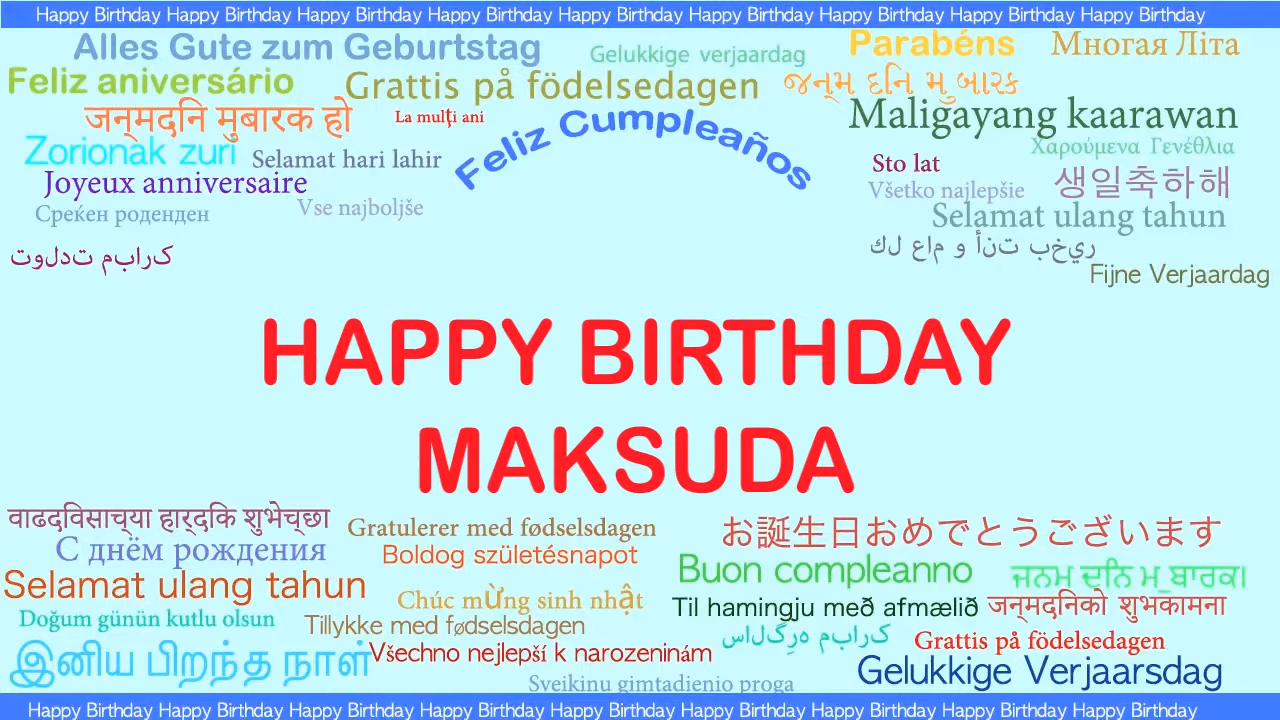 Happy Birthday Happy Birthday Happy Birthday Happy Birthday Happy Birthday Happy Birthday Happy Birthday Happy Birthday Happy Birthday
Alles Gute zum Geburtstag
Gelukkige verjaardag
Parabéns
Многая Літа
Feliz aniversário
Grattis på födelsedagen
જન્મ દનિ મુબારક
जन्मदनि मुबारक हो
La mulţi ani
Feliz Cumpleaños
Maligayang kaarawan
Zorionak zuri
Selamat hari lahir
Χαρούμενα Γενέθλια
Sto lat
Joyeux anniversaire
Všetko najlepšie
생일축하해
Среќен роденден
Vse najboljše
Selamat ulang tahun
تولدت مبارک
كل عام و أنت بخير
Fijne Verjaardag
HAPPY BIRTHDAY
MAKSUDA
वाढदविसाच्या हार्दकि शुभेच्छा
Gratulerer med fødselsdagen
お誕生日おめでとうございます
С днём рождения
Boldog születésnapot
Buon compleanno
ਜਨਮ ਦਨਿ ਮੁਬਾਰਕ।
Selamat ulang tahun
Chúc mừng sinh nhật
Til hamingju með afmælið
जन्मदनिको शुभकामना
Doğum günün kutlu olsun
Tillykke med fødselsdagen
سالگِرہ مبارک
Grattis på födelsedagen
இனிய பிறந்த நாள்
Všechno nejlepší k narozeninám
Gelukkige Verjaarsdag
Sveikinu gimtadienio proga
Happy Birthday Happy Birthday Happy Birthday Happy Birthday Happy Birthday Happy Birthday Happy Birthday Happy Birthday Happy Birthday